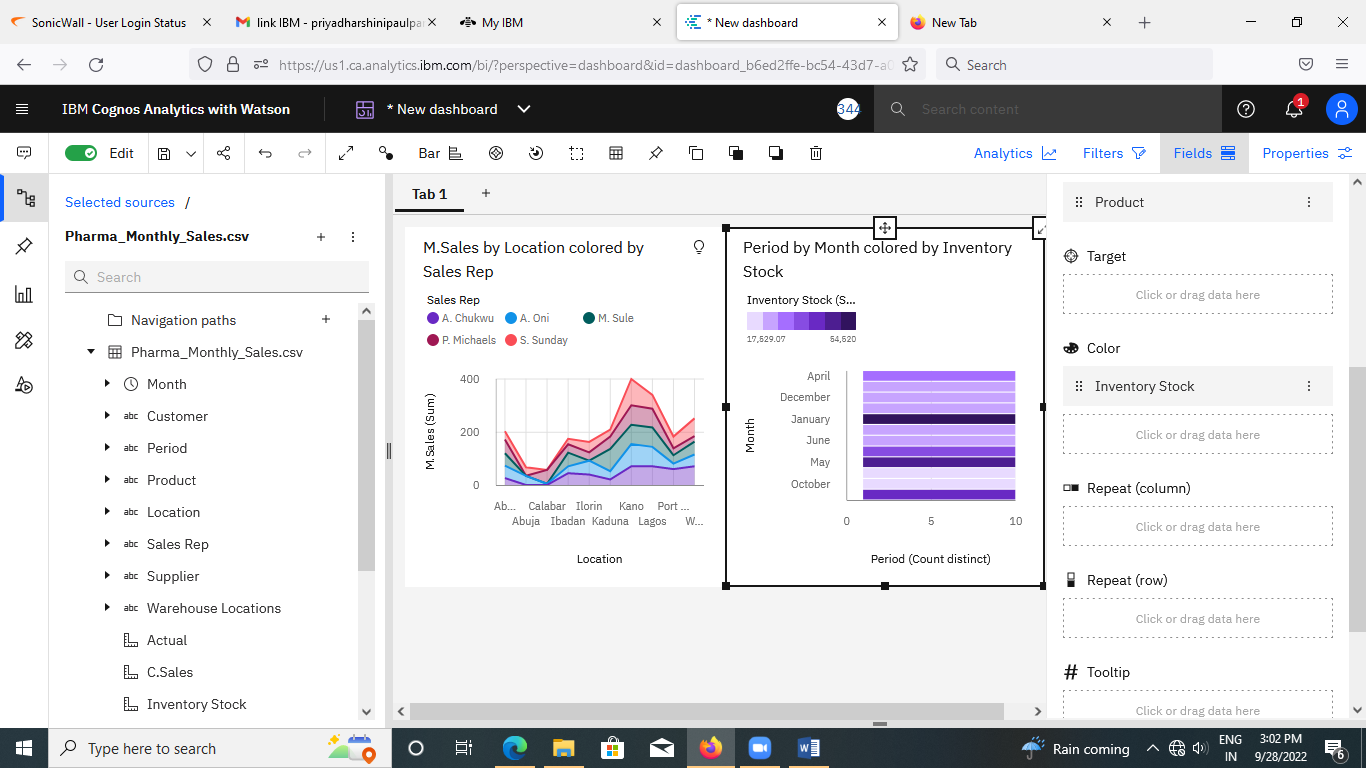 SonicWall - User Login Status
link IBM - priyadharshinipaulpa
My IBM
* New dashboard
New Tab
https://us1.ca.analytics.ibm.com/bi/?perspective=dashboard&id=dashboard_b6ed2ffe-bc54-43d7-a0
Search
IBM Cognos Analytics with Watson
* New dashboard
344
Search content
1
Edit
Bar
Analytics
Filters
Fields
Properties
Selected sources /
Pharma_Monthly_Sales.csv
Search
Navigation paths
Pharma_Monthly_Sales.csv
Month
abc Customer
abc Period
abc Product
abc Location
abc Sales Rep
abc Supplier
abc Warehouse Locations
Actual
C.Sales
Inventory Stock
Tab 1
M.Sales by Location colored by
Sales Rep
Sales Rep
A. Chukwu
A. Oni
M. Sule
P. Michaels
S. Sunday
M.Sales (Sum)
400
200
0
Ab...
Calabar
Ilorin
Kano
Port ...
Abuja
Ibadan
Kaduna
Lagos
W...
Location
Period by Month colored by Inventory
Stock
Inventory Stock (S...
17,529.07
54,520
Month
April
December
January
June
May
October
0
5
10
Period (Count distinct)
Product
Target
Click or drag data here
Color
Inventory Stock
Click or drag data here
Repeat (column)
Click or drag data here
Repeat (row)
Click or drag data here
Tooltip
Click or drag data here
Type here to search
Rain coming
ENG
IN
3:02 PM
9/28/2022
6